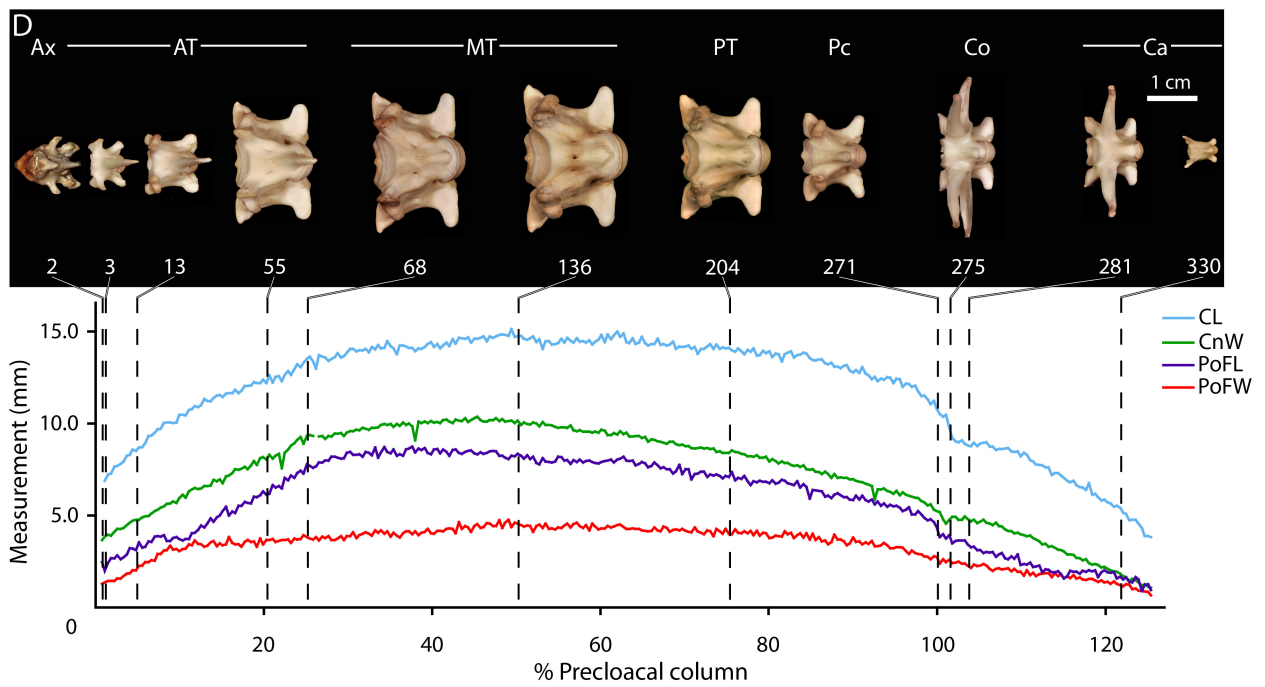 D
Ax AT MT PT Pc Co Ca
1 cm
2 3 13 55 68 136 204 271 275 281 330
15.0
10.0
5.0
0
Measurement (mm)
CL
CnW
PoFL
PoFW
20 40 60 80 100 120
% Precloacal column